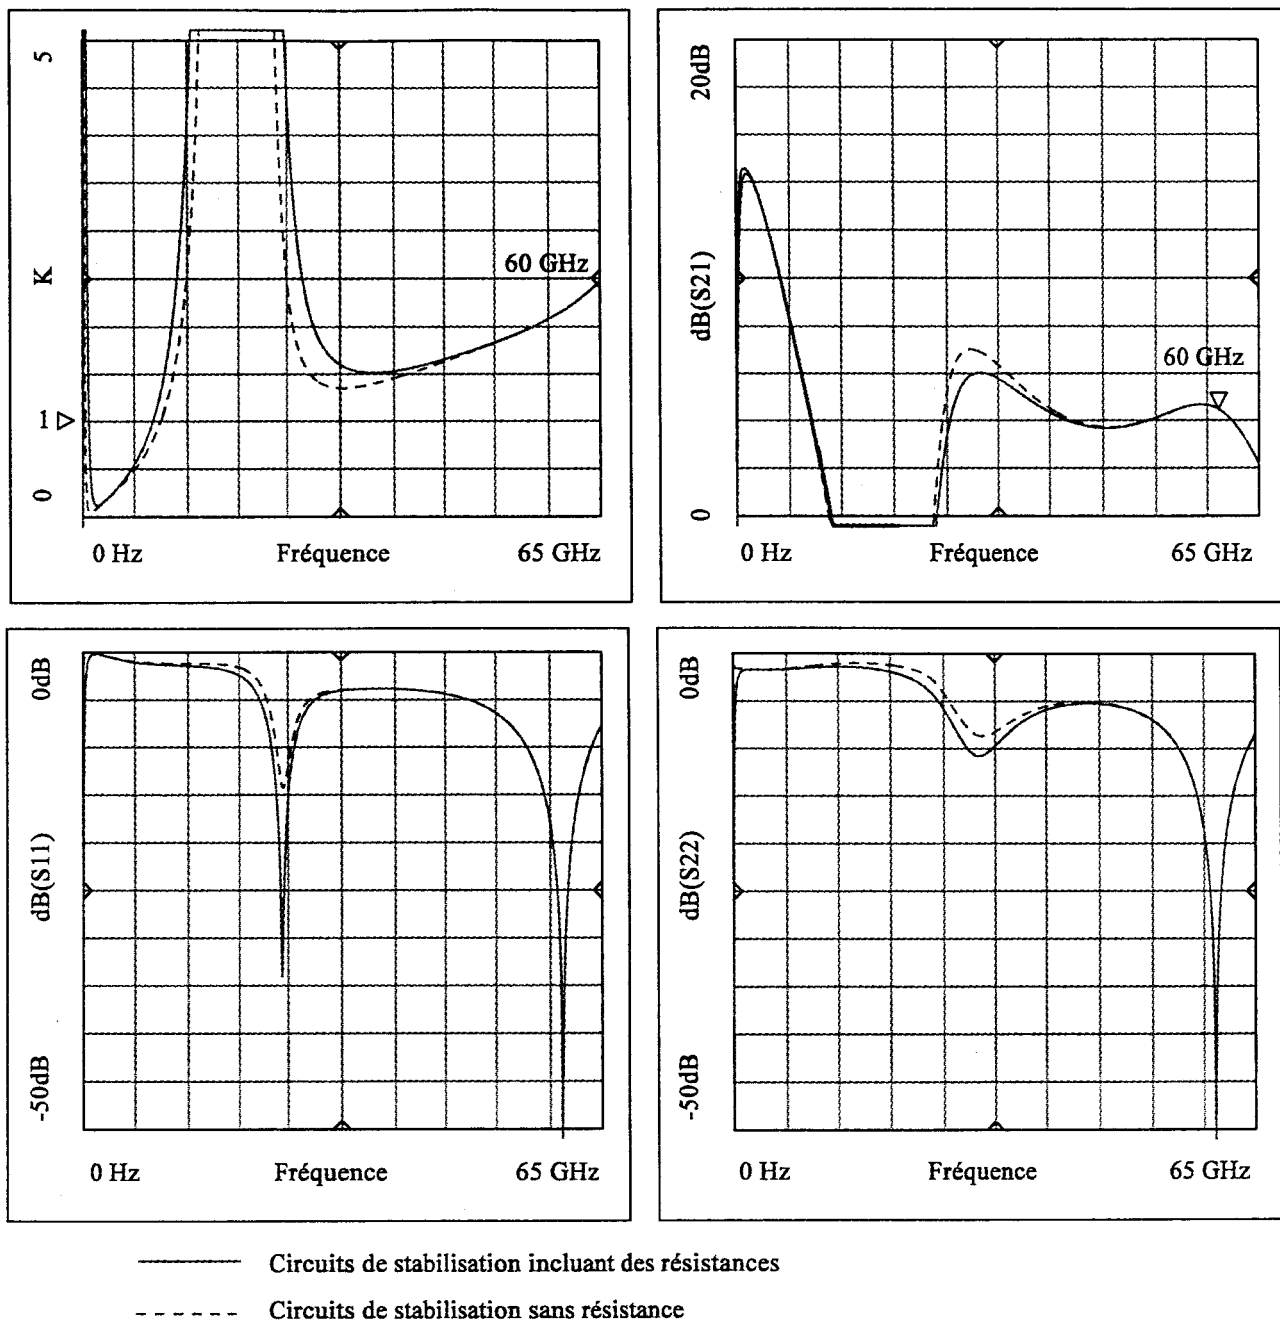 5
K
1
0
60 GHz
0 Hz
Fréquence
65 GHz
20dB
dB(S21)
0
60 GHz
0 Hz
Fréquence
65 GHz
0dB
dB(S11)
-50dB
0 Hz
Fréquence
65 GHz
0dB
dB(S22)
-50dB
0 Hz
Fréquence
65 GHz
Circuits de stabilisation incluant des résistances
Circuits de stabilisation sans résistance